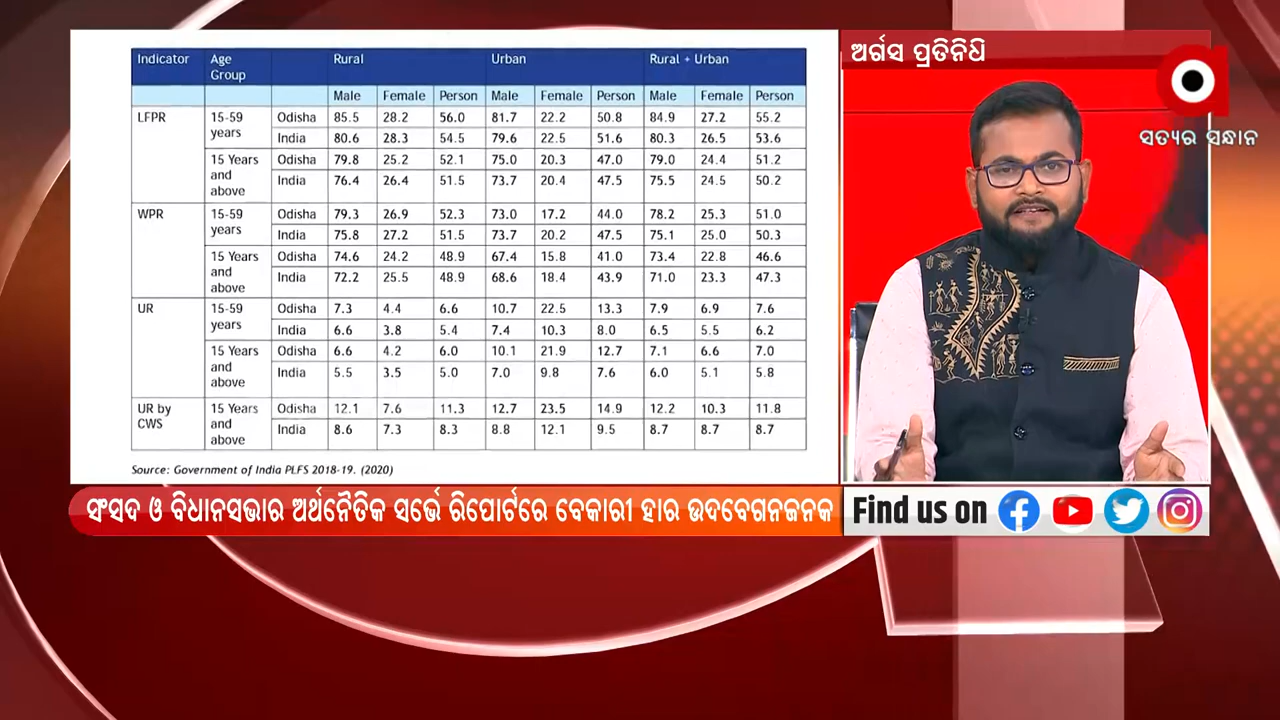 Indicator Age Group Rural Urban Rural + Urban
Male Female Person Male Female Person Male Female Person
LFPR 15-59 years Odisha 85.5 28.2 56.0 81.7 22.2 50.8 84.9 27.2 55.2
India 80.6 28.3 54.5 79.6 22.5 51.6 80.3 26.5 53.6
15 Years and above Odisha 79.8 25.2 52.1 75.0 20.3 47.0 79.0 24.4 51.2
India 76.4 26.4 51.5 73.7 20.4 47.5 75.5 24.5 50.2
WPR 15-59 years Odisha 79.3 26.9 52.3 73.0 17.2 44.0 78.2 25.3 51.0
India 75.8 27.2 51.5 73.7 20.2 47.5 75.1 25.0 50.3
15 Years and above Odisha 74.6 24.2 48.9 67.4 15.8 41.0 73.4 22.8 46.6
India 72.2 25.5 48.9 68.6 18.4 43.9 71.0 23.3 47.3
UR 15-59 years Odisha 7.3 4.4 6.6 10.7 22.5 13.3 7.9 6.9 7.6
India 6.6 3.8 5.4 7.4 10.3 8.0 6.5 5.5 6.2
15 Years and above Odisha 6.6 4.2 6.0 10.1 21.9 12.7 7.1 6.6 7.0
India 5.5 3.5 5.0 7.0 9.8 7.6 6.0 5.1 5.8
UR by CWS 15 Years and above Odisha 12.1 7.6 11.3 12.7 23.5 14.9 12.2 10.3 11.8
India 8.6 7.3 8.3 8.8 12.1 9.5 8.7 8.7 8.7
Source: Government of India PLFS 2018-19. (2020)
ଅର୍ଗସ ପ୍ରତିନିଧି
ସତ୍ୟର ସନ୍ଧାନ
ସଂସଦ ଓ ବିଧାନସଭାର ଅର୍ଥନୈତିକ ସର୍ଭେ ରିପୋର୍ଟରେ ବେକାରୀ ହାର ଉଦବେଗଜନକ
Find us on